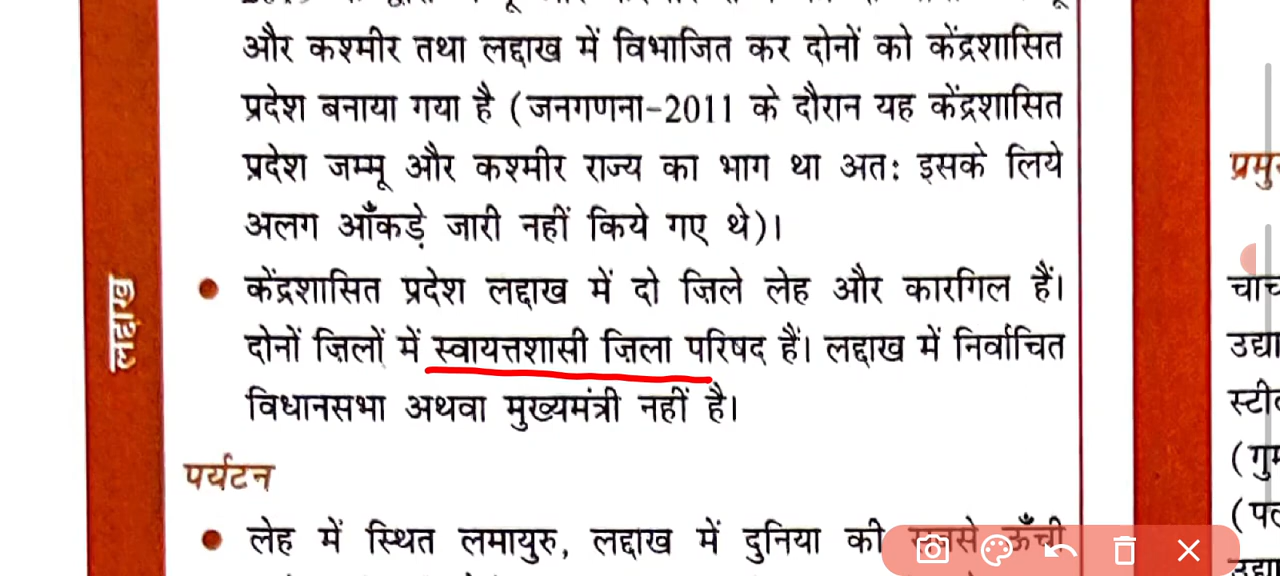 और कश्मीर तथा लद्दाख में विभाजित कर दोनों को केंद्रशासित
प्रदेश बनाया गया है (जनगणना-2011 के दौरान यह केंद्रशासित
प्रदेश जम्मू और कश्मीर राज्य का भाग था अतः इसके लिये
अलग आँकड़े जारी नहीं किये गए थे)।
लद्दाख
• केंद्रशासित प्रदेश लद्दाख में दो ज़िले लेह और कारगिल हैं।
दोनों ज़िलों में स्वायत्तशासी ज़िला परिषद हैं। लद्दाख में निर्वाचित
विधानसभा अथवा मुख्यमंत्री नहीं है।
पर्यटन
• लेह में स्थित लमायुरु, लद्दाख में दुनिया की सबसे ऊँची